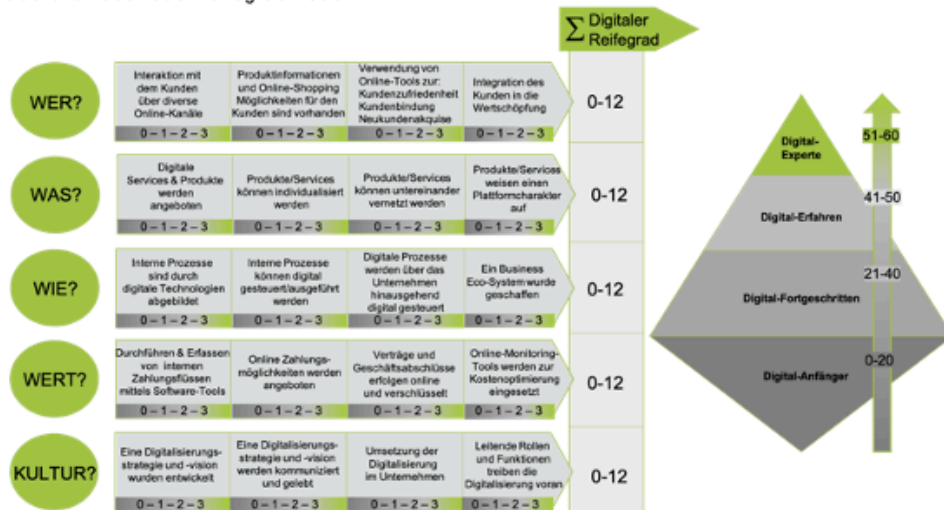 ∑ Digitaler
Reifegrad
WER?
Interaktion mit
dem Kunden
über diverse
Online-Kanäle
0 – 1 – 2 – 3
Produktinformationen
und Online-Shopping
Möglichkeiten für den
Kunden sind vorhanden
0 – 1 – 2 – 3
Verwendung von
Online-Tools zur:
Kundenzufriedenheit
Kundenbindung
Neukundenakquise
0 – 1 – 2 – 3
Integration des
Kunden in die
Wertschöpfung
0 – 1 – 2 – 3
0-12
WAS?
Digitale
Services & Produkte
werden
angeboten
0 – 1 – 2 – 3
Produkte/Services
können individualisiert
werden
0 – 1 – 2 – 3
Produkte/Services
können untereinander
vernetzt werden
0 – 1 – 2 – 3
Produkte/Services
weisen einen
Plattformcharakter
auf
0 – 1 – 2 – 3
0-12
WIE?
Interne Prozesse
sind durch
digitale Technologien
abgebildet
0 – 1 – 2 – 3
Interne Prozesse
können digital
gesteuert/ausgeführt
werden
0 – 1 – 2 – 3
Digitale Prozesse
werden über das
Unternehmen
hinausgehend
digital gesteuert
0 – 1 – 2 – 3
Ein Business
Eco-System wurde
geschaffen
0 – 1 – 2 – 3
0-12
WERT?
Durchführen & Erfassen
von internen
Zahlungsflüssen
mittels Software-Tools
0 – 1 – 2 – 3
Online Zahlungs-
möglichkeiten werden
angeboten
0 – 1 – 2 – 3
Verträge und
Geschäftsabschlüsse
erfolgen online
und verschlüsselt
0 – 1 – 2 – 3
Online-Monitoring-
Tools werden zur
Kostenoptimierung
eingesetzt
0 – 1 – 2 – 3
0-12
KULTUR?
Eine Digitalisierungs-
strategie und -vision
wurden entwickelt
0 – 1 – 2 – 3
Eine Digitalisierungs-
strategie und -vision
werden kommuniziert
und gelebt
0 – 1 – 2 – 3
Umsetzung der
Digitalisierung
im Unternehmen
0 – 1 – 2 – 3
Leitende Rollen
und Funktionen
treiben die
Digitalisierung voran
0 – 1 – 2 – 3
0-12
Digital-
Experte
51-60
Digital-Erfahren
41-50
Digital-Fortgeschritten
21-40
Digital-Anfänger
0-20